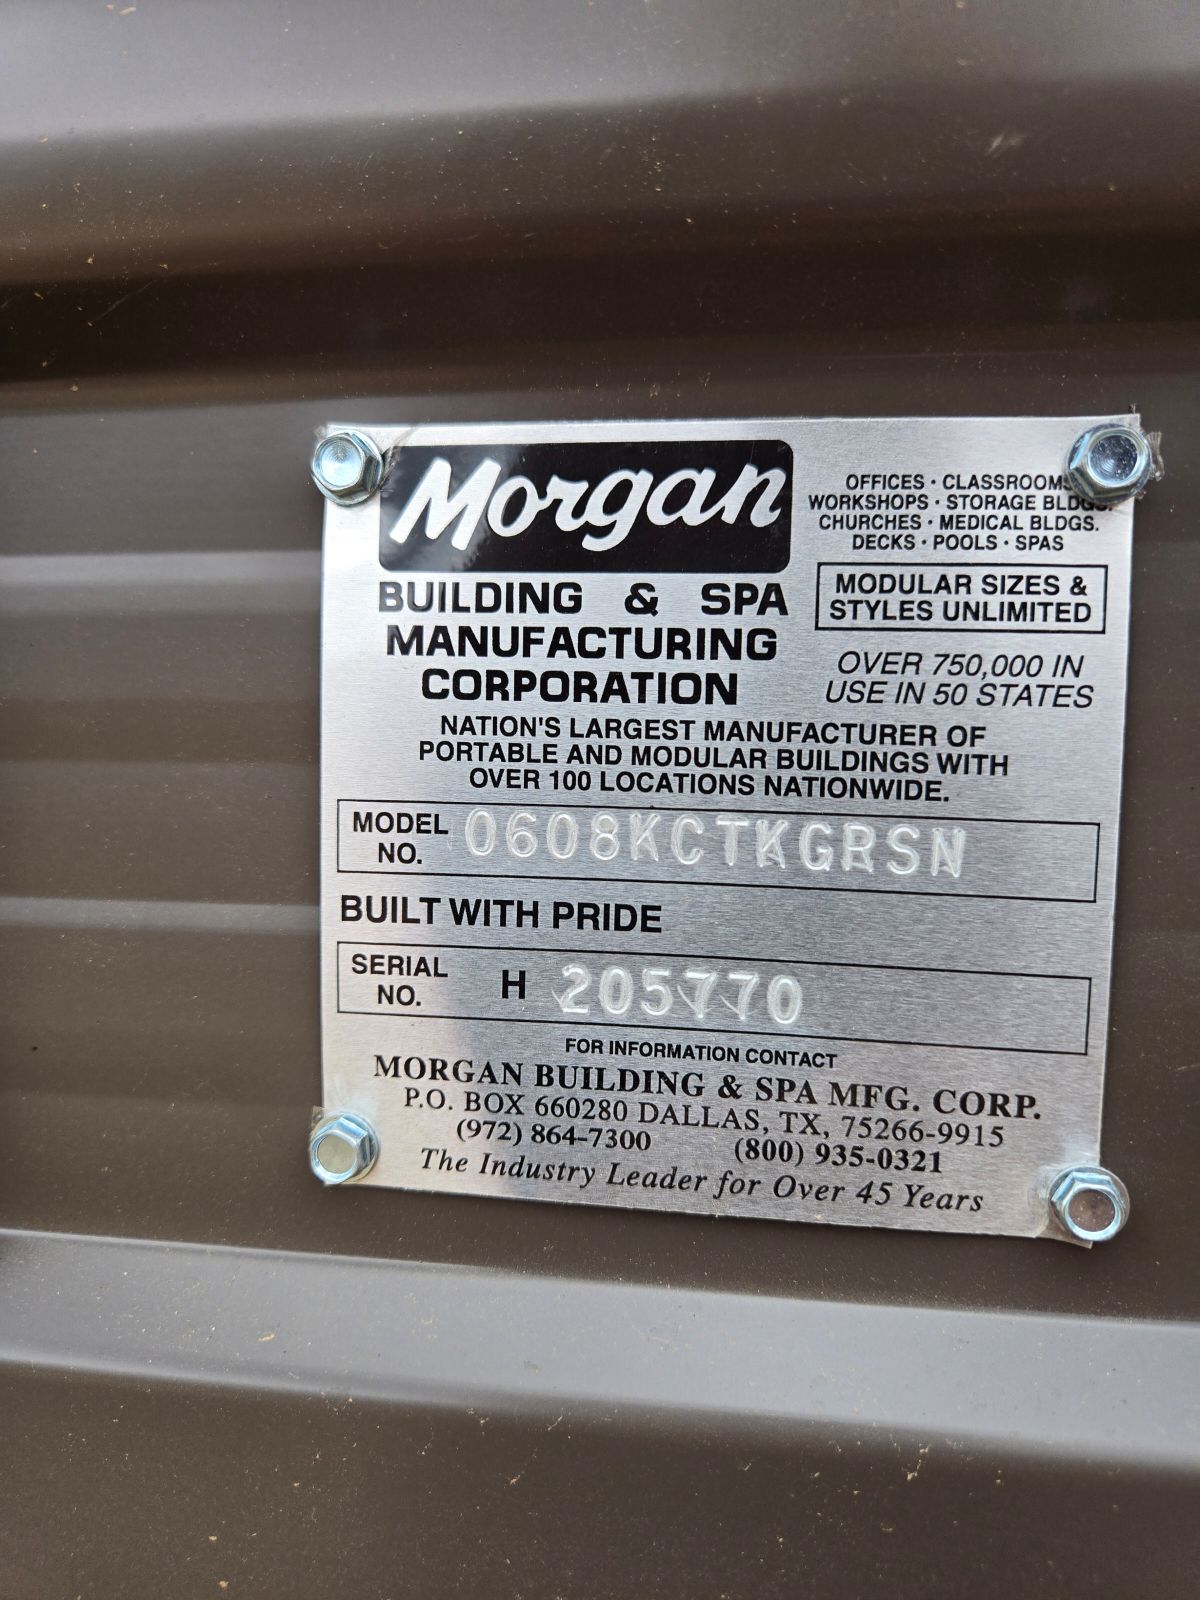 Morgan
BUILDING & SPA
MANUFACTURING
CORPORATION
OFFICES · CLASSROOMS
WORKSHOPS · STORAGE BLDGS.
CHURCHES · MEDICAL BLDGS.
DECKS · POOLS · SPAS
MODULAR SIZES &
STYLES UNLIMITED
OVER 750,000 IN
USE IN 50 STATES
NATION'S LARGEST MANUFACTURER OF
PORTABLE AND MODULAR BUILDINGS WITH
OVER 100 LOCATIONS NATIONWIDE.
MODEL NO. 0608KCTKGRSN
BUILT WITH PRIDE
SERIAL NO. H 205770
FOR INFORMATION CONTACT
MORGAN BUILDING & SPA MFG. CORP.
P.O. BOX 660280 DALLAS, TX, 75266-9915
(972) 864-7300 (800) 935-0321
The Industry Leader for Over 45 Years